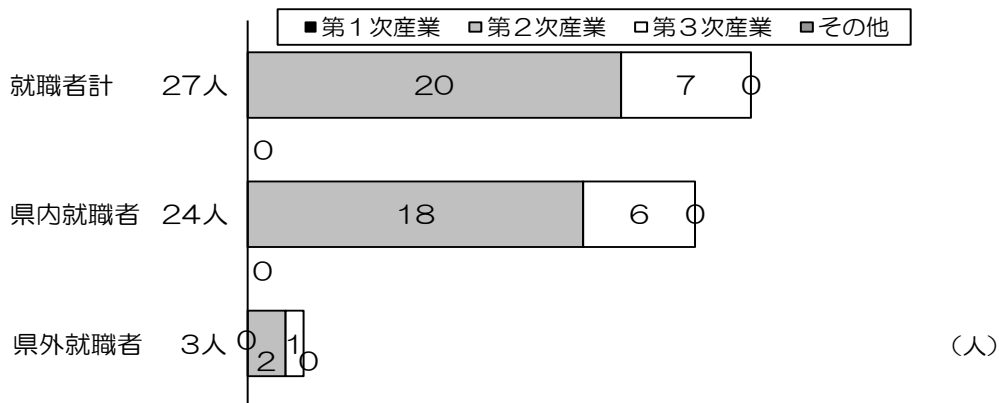 ■第１次産業 ■第２次産業 □第３次産業 ■その他
就職者計 27人 20 7 0
0
県内就職者 24人 18 6 0
0
県外就職者 3人 0 2 1 0 （人）